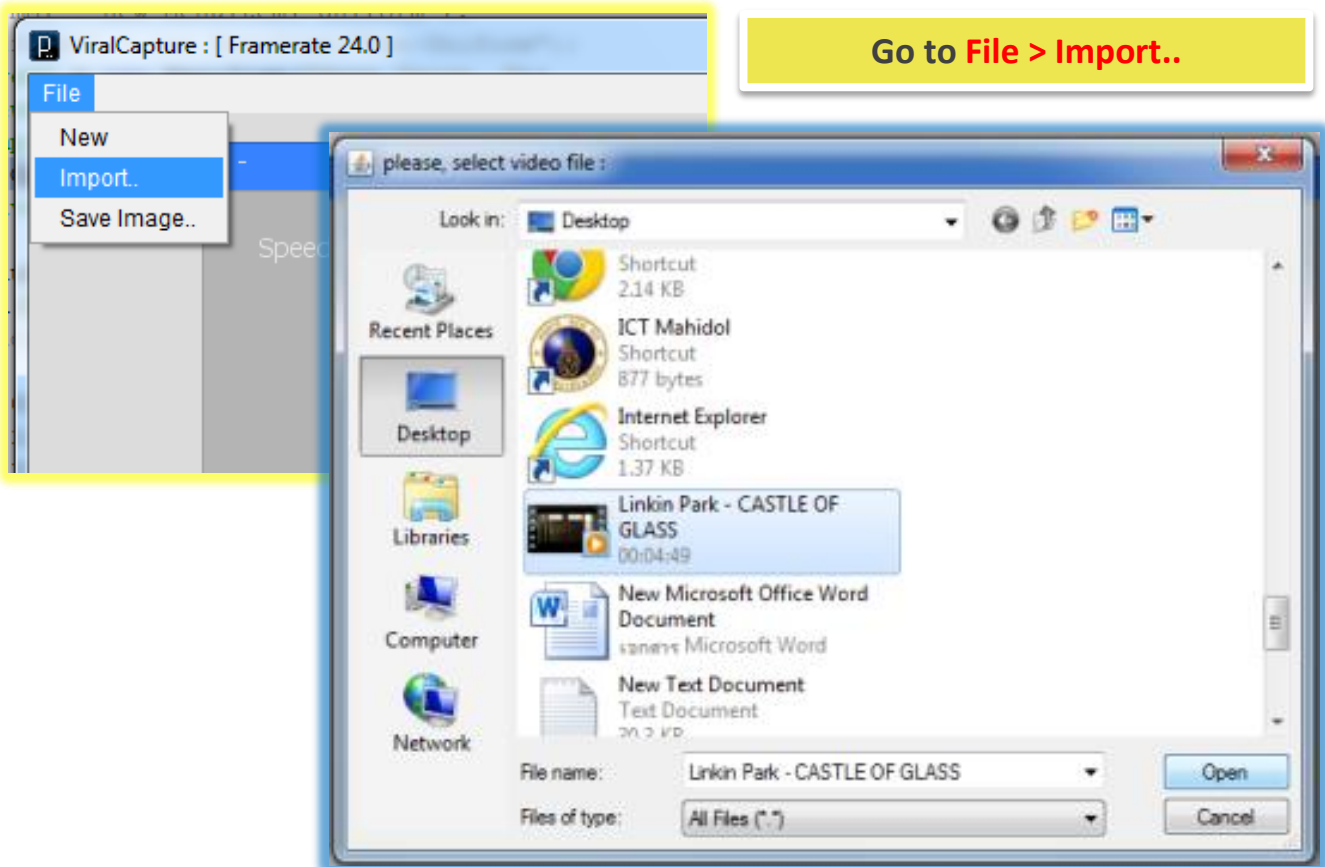 ViralCapture : [ Framerate 24.0 ]
Go to File > Import..
File
New
Import..
Save Image..
-
Speed
please, select video file :
Look in:
Desktop
Recent Places
Desktop
Libraries
Computer
Network
Shortcut
2.14 KB
ICT Mahidol
Shortcut
877 bytes
Internet Explorer
Shortcut
1.37 KB
Linkin Park - CASTLE OF
GLASS
00:04:49
New Microsoft Office Word
Document
เอกสาร Microsoft Word
New Text Document
Text Document
20.2 KB
File name:
Linkin Park - CASTLE OF GLASS
Open
Files of type:
All Files (*.*)
Cancel